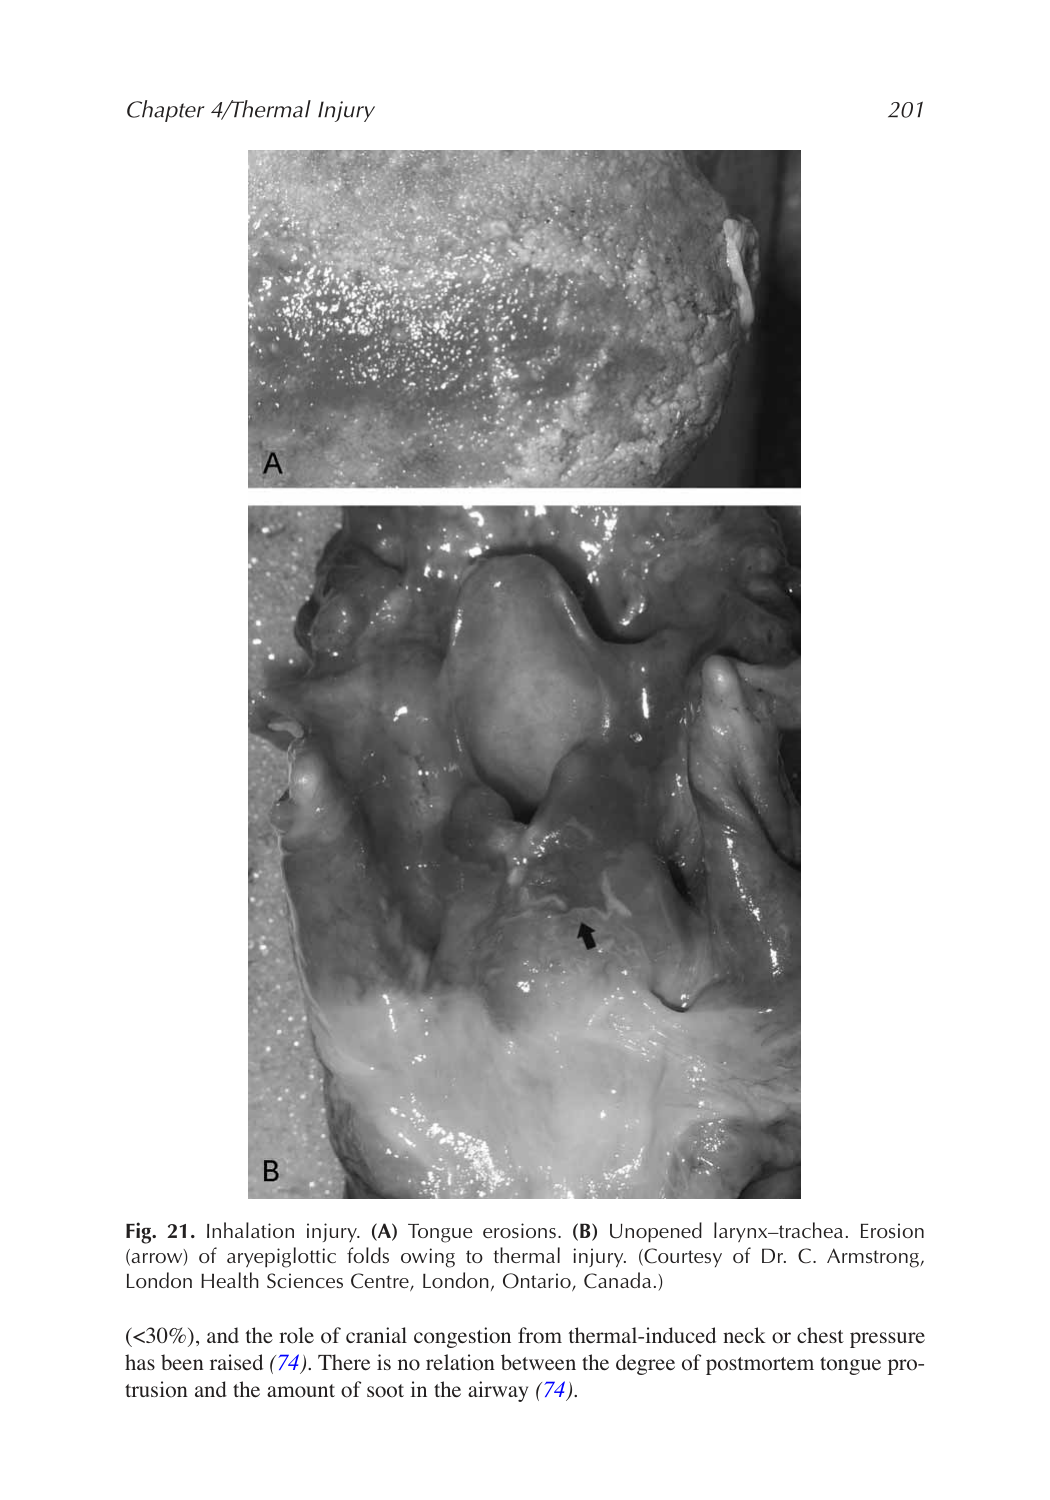 Chapter 4/Thermal Injury 201
A
B
Fig. 21. Inhalation injury. (A) Tongue erosions. (B) Unopened larynx–trachea. Erosion
(arrow) of aryepiglottic folds owing to thermal injury. (Courtesy of Dr. C. Armstrong,
London Health Sciences Centre, London, Ontario, Canada.)
(<30%), and the role of cranial congestion from thermal-induced neck or chest pressure
has been raised (74). There is no relation between the degree of postmortem tongue pro-
trusion and the amount of soot in the airway (74).